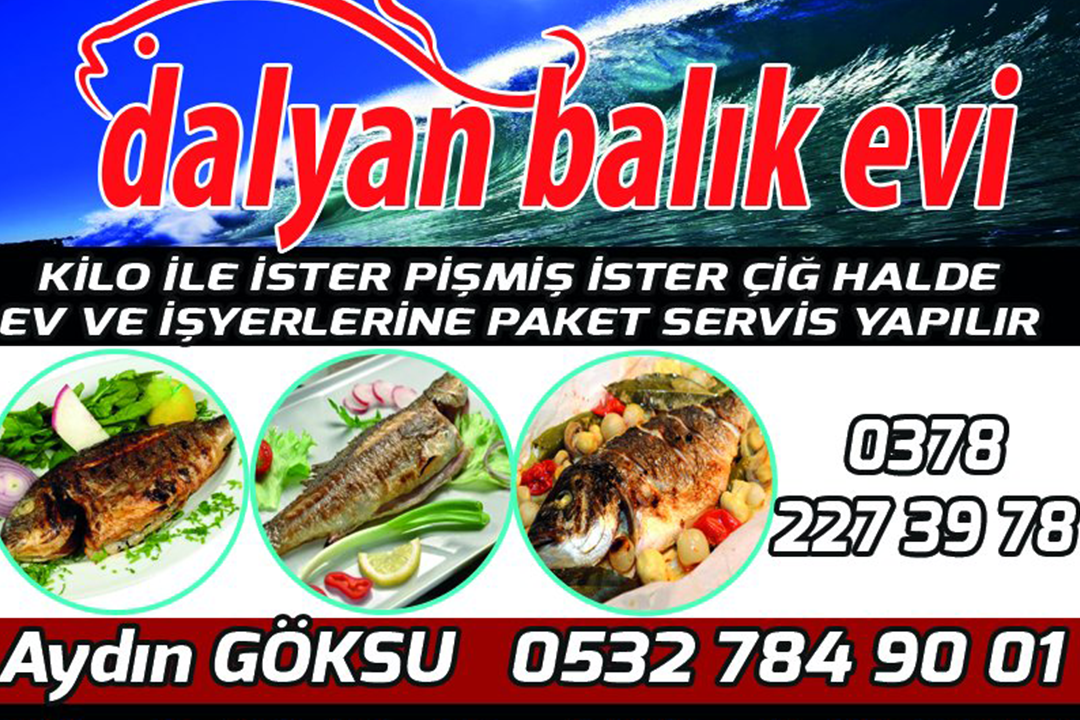 dalyan balık evi
KİLO İLE İSTER PİŞMİŞ İSTER ÇİĞ HALDE
EV VE İŞYERLERİNE PAKET SERVİS YAPILIR
0378
227 39 78
Aydın GÖKSU 0532 784 90 01